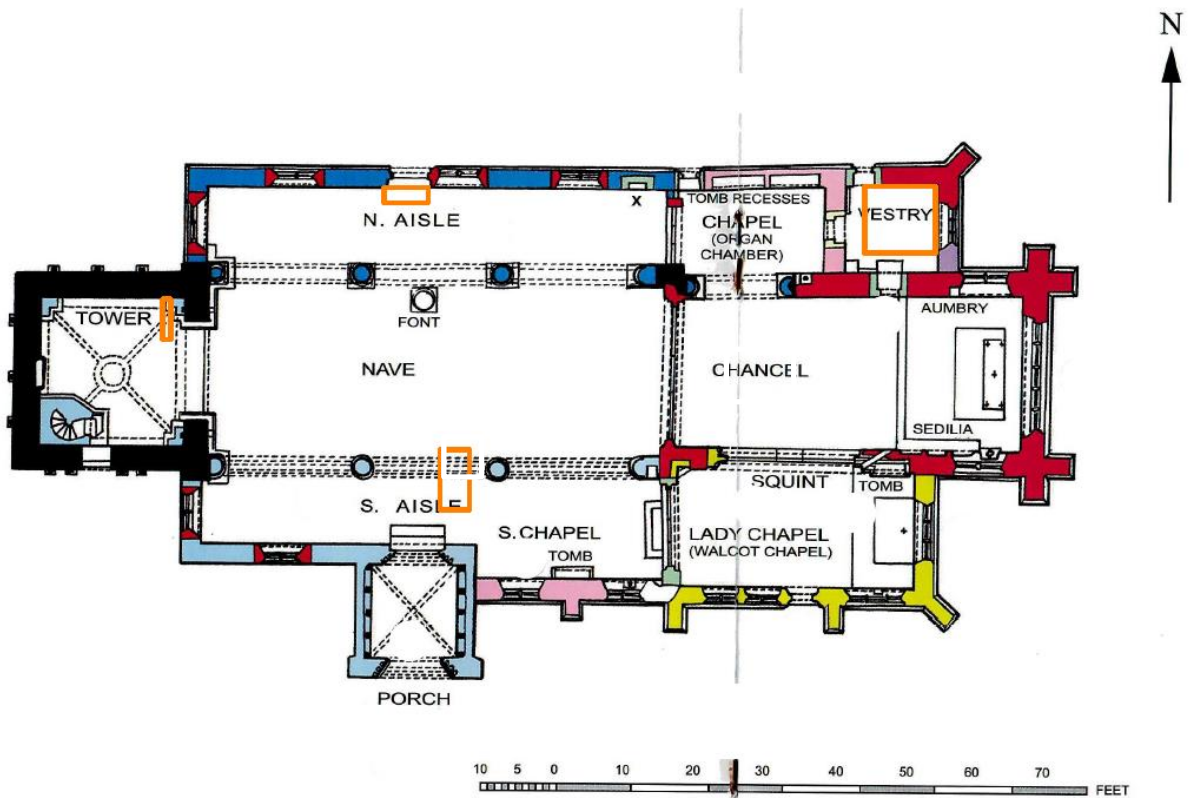 N
TOMB RECESSES
N. AISLE
CHAPEL
(ORGAN
CHAMBER)
VESTRY
TOWER
FONT
AUMBRY
NAVE
CHANCEL
SEDILIA
S. AISLE
SQUINT
TOMB
S. CHAPEL
LADY CHAPEL
(WALCOT CHAPEL)
TOMB
PORCH
x
10 5 0 10 20 30 40 50 60 70 FEET